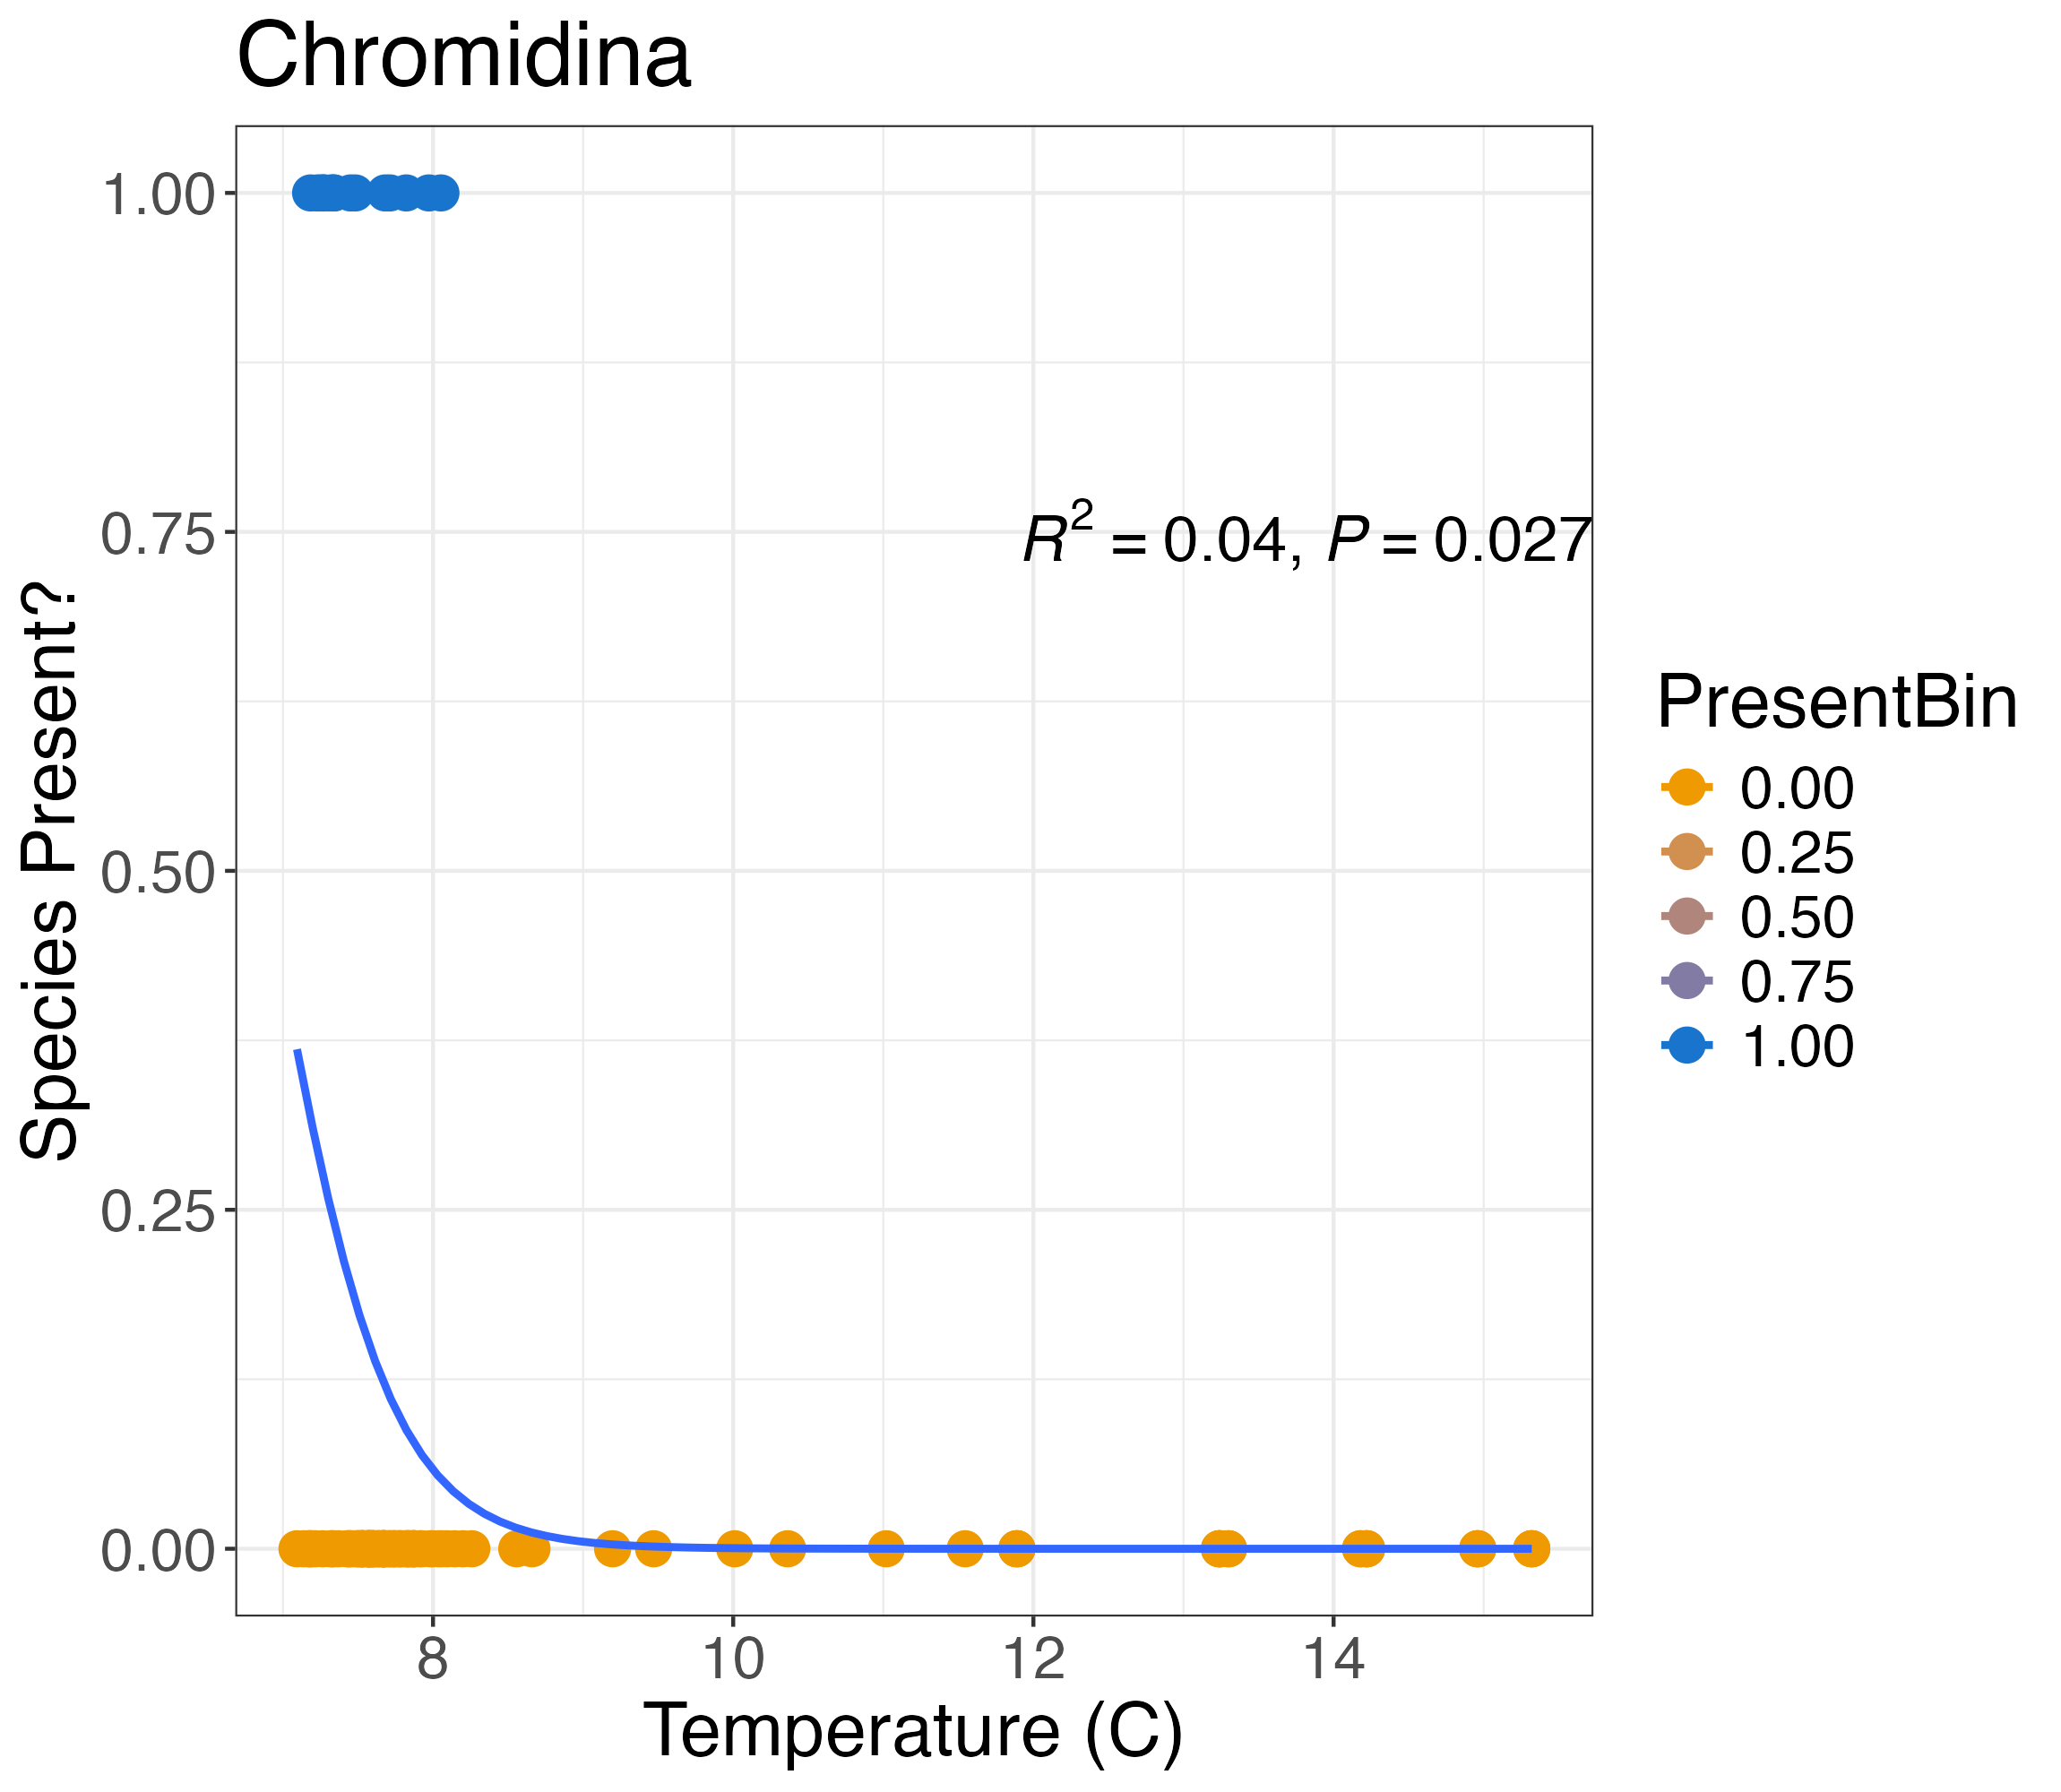 Chromidina
1.00
0.75
0.50
0.25
0.00
Species Present?
R² = 0.04, P = 0.027
8 10 12 14
Temperature (C)
PresentBin
0.00
0.25
0.50
0.75
1.00